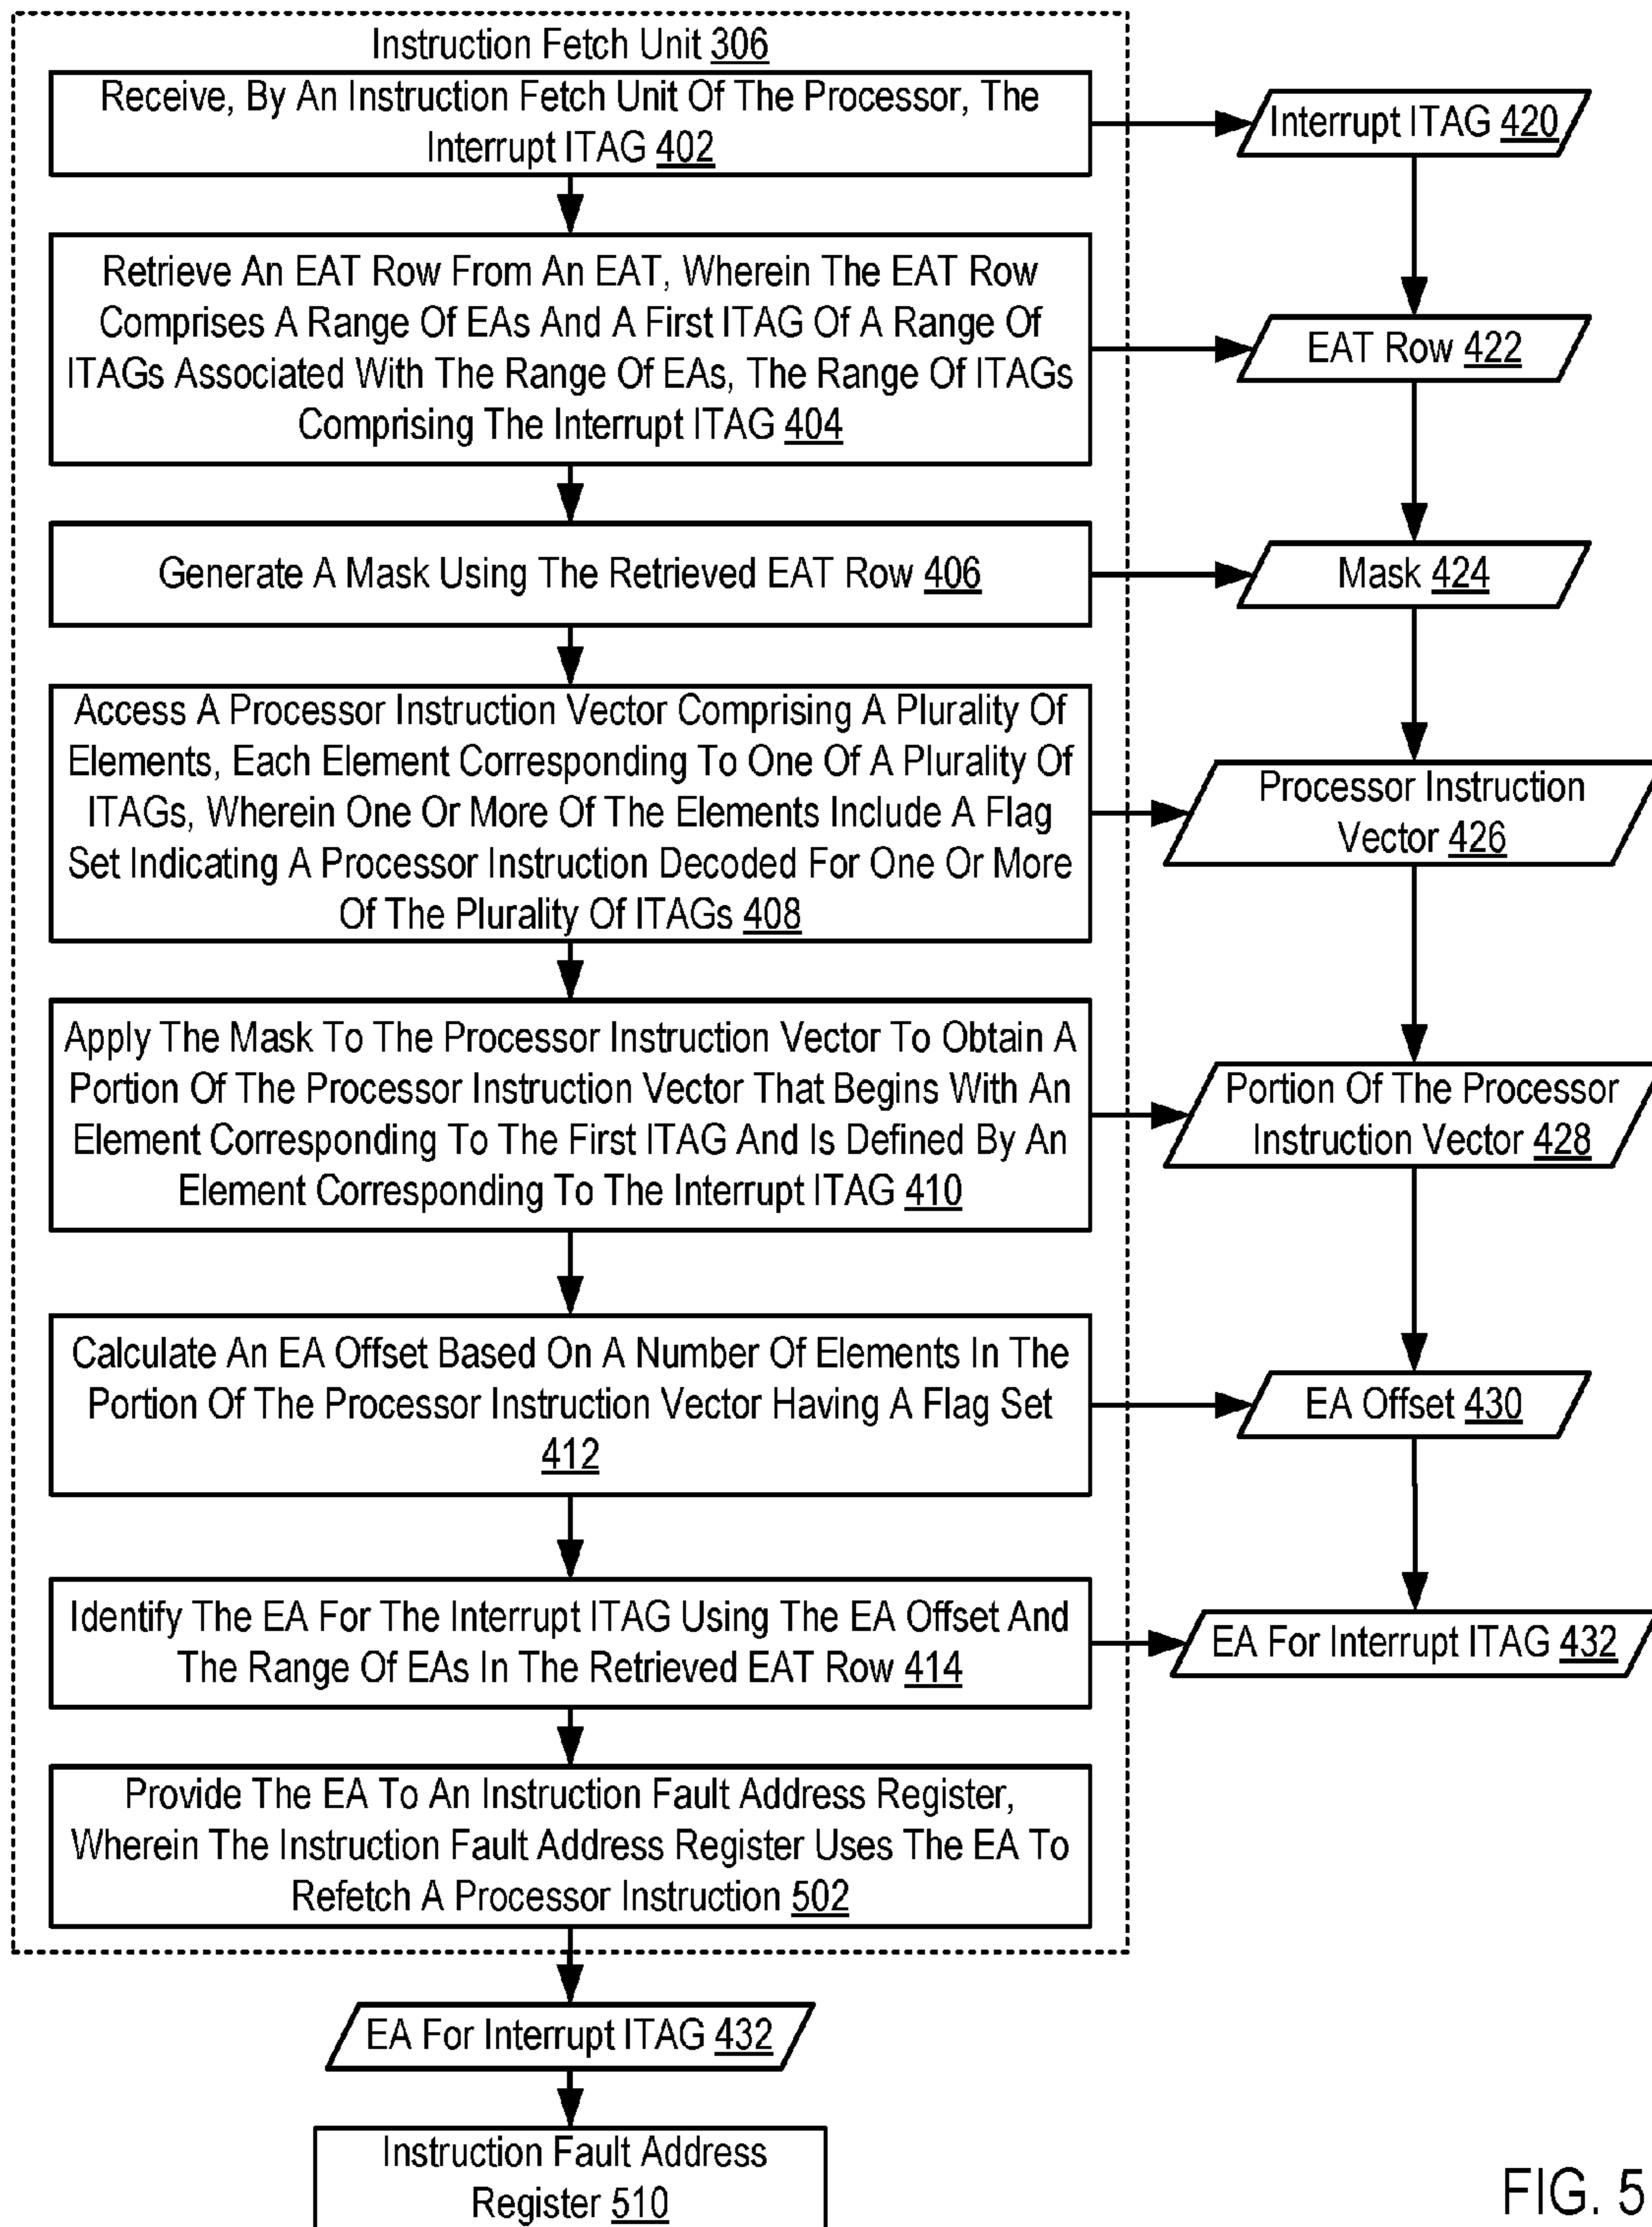 Instruction Fetch Unit 306
Receive, By An Instruction Fetch Unit Of The Processor, The
Interrupt ITAG 402
Interrupt ITAG 420
Retrieve An EAT Row From An EAT, Wherein The EAT Row
Comprises A Range Of EAs And A First ITAG Of A Range Of
ITAGs Associated With The Range Of EAs, The Range Of ITAGs
Comprising The Interrupt ITAG 404
EAT Row 422
Generate A Mask Using The Retrieved EAT Row 406
Mask 424
Access A Processor Instruction Vector Comprising A Plurality Of
Elements, Each Element Corresponding To One Of A Plurality Of
ITAGs, Wherein One Or More Of The Elements Include A Flag
Set Indicating A Processor Instruction Decoded For One Or More
Of The Plurality Of ITAGs 408
Processor Instruction
Vector 426
Apply The Mask To The Processor Instruction Vector To Obtain A
Portion Of The Processor Instruction Vector That Begins With An
Element Corresponding To The First ITAG And Is Defined By An
Element Corresponding To The Interrupt ITAG 410
Portion Of The Processor
Instruction Vector 428
Calculate An EA Offset Based On A Number Of Elements In The
Portion Of The Processor Instruction Vector Having A Flag Set
412
EA Offset 430
Identify The EA For The Interrupt ITAG Using The EA Offset And
The Range Of EAs In The Retrieved EAT Row 414
EA For Interrupt ITAG 432
Provide The EA To An Instruction Fault Address Register,
Wherein The Instruction Fault Address Register Uses The EA To
Refetch A Processor Instruction 502
EA For Interrupt ITAG 432
Instruction Fault Address
Register 510
FIG. 5